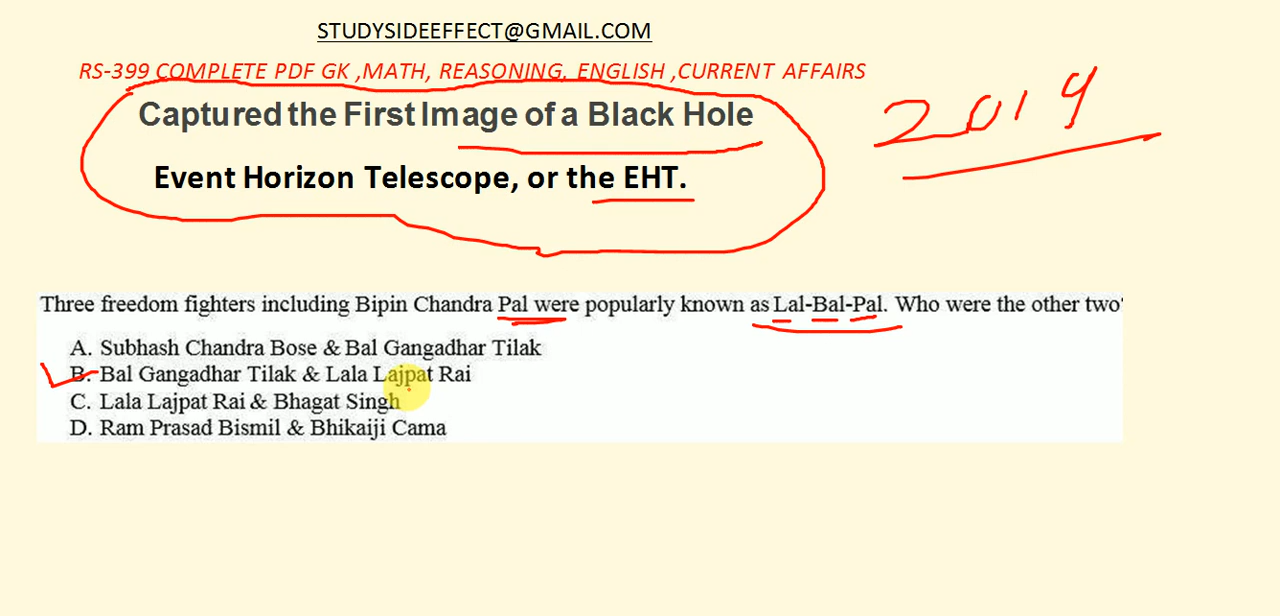 STUDYSIDEEFFECT@GMAIL.COM
RS-399 COMPLETE PDF GK ,MATH, REASONING, ENGLISH ,CURRENT AFFAIRS
Captured the First Image of a Black Hole
2019
Event Horizon Telescope, or the EHT.
Three freedom fighters including Bipin Chandra Pal were popularly known as Lal-Bal-Pal. Who were the other two?
A. Subhash Chandra Bose & Bal Gangadhar Tilak
B. Bal Gangadhar Tilak & Lala Lajpat Rai
C. Lala Lajpat Rai & Bhagat Singh
D. Ram Prasad Bismil & Bhikaiji Cama